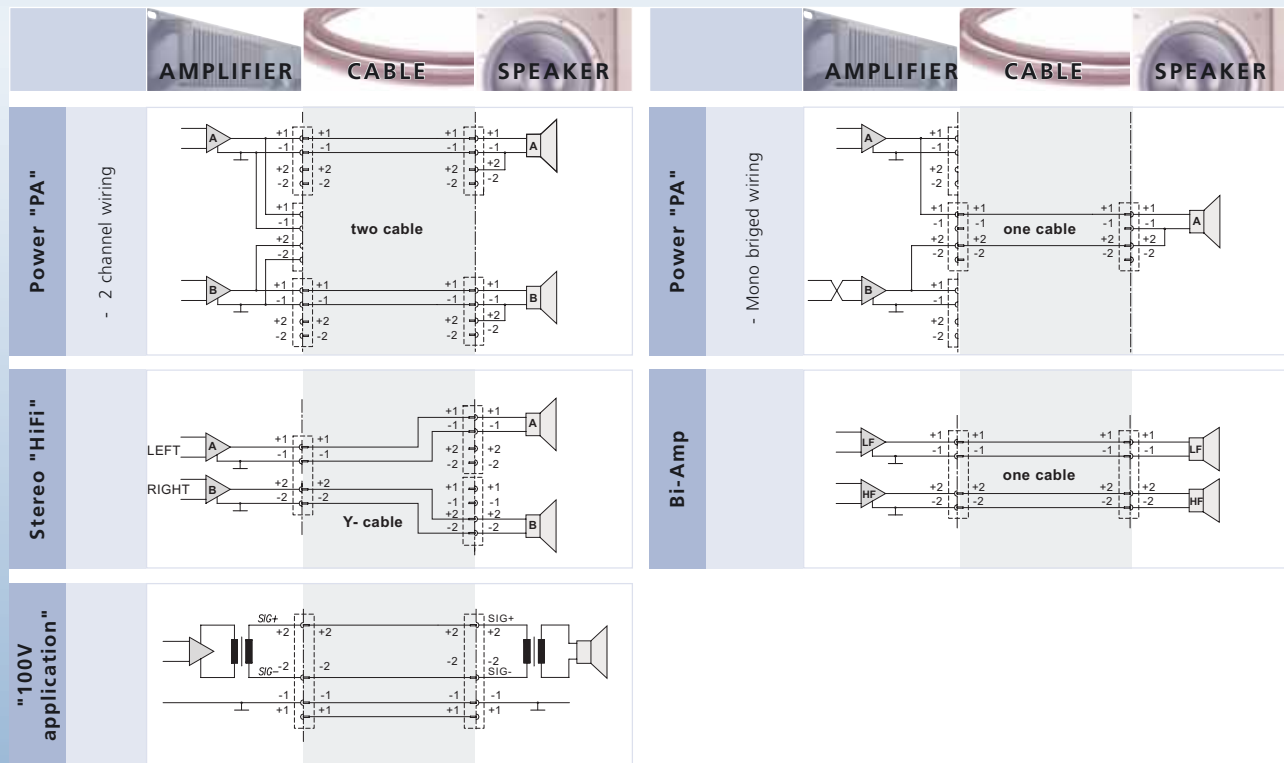 AMPLIFIER CABLE SPEAKER
AMPLIFIER CABLE SPEAKER
Power "PA"
- 2 channel wiring
A +1 +1 +1 +1
-1 -1 -1 -1 A
+2 +2 +2 +2
-2 -2 -2 -2
+1
-1 two cable
+2
-2
B +1 +1 +1 +1
-1 -1 -1 -1 B
+2 +2 +2 +2
-2 -2 -2 -2
Power "PA"
- Mono briged wiring
A +1
-1
+2
-2
+1 +1 +1 +1
-1 -1 one cable -1 -1 A
+2 +2 +2 +2
-2 -2 -2 -2
B +1
-1
+2
-2
Stereo "HiFi"
+1 +1
-1 -1 A
LEFT A +1 +1 +2 +2
-1 -1 -2 -2
RIGHT B +2 +2 +1 +1
-2 -2 -1 -1
Y- cable +2 +2
-2 -2 B
Bi-Amp
LF +1 +1 +1 +1
-1 -1 -1 -1 LF
one cable
HF +2 +2 +2 +2
-2 -2 -2 -2 HF
"100V
application"
SIG+ SIG+
+2 +2 +2 +2
-2 -2 -2 -2
SIG- SIG-
-1 -1 -1 -1
+1 +1 +1 +1